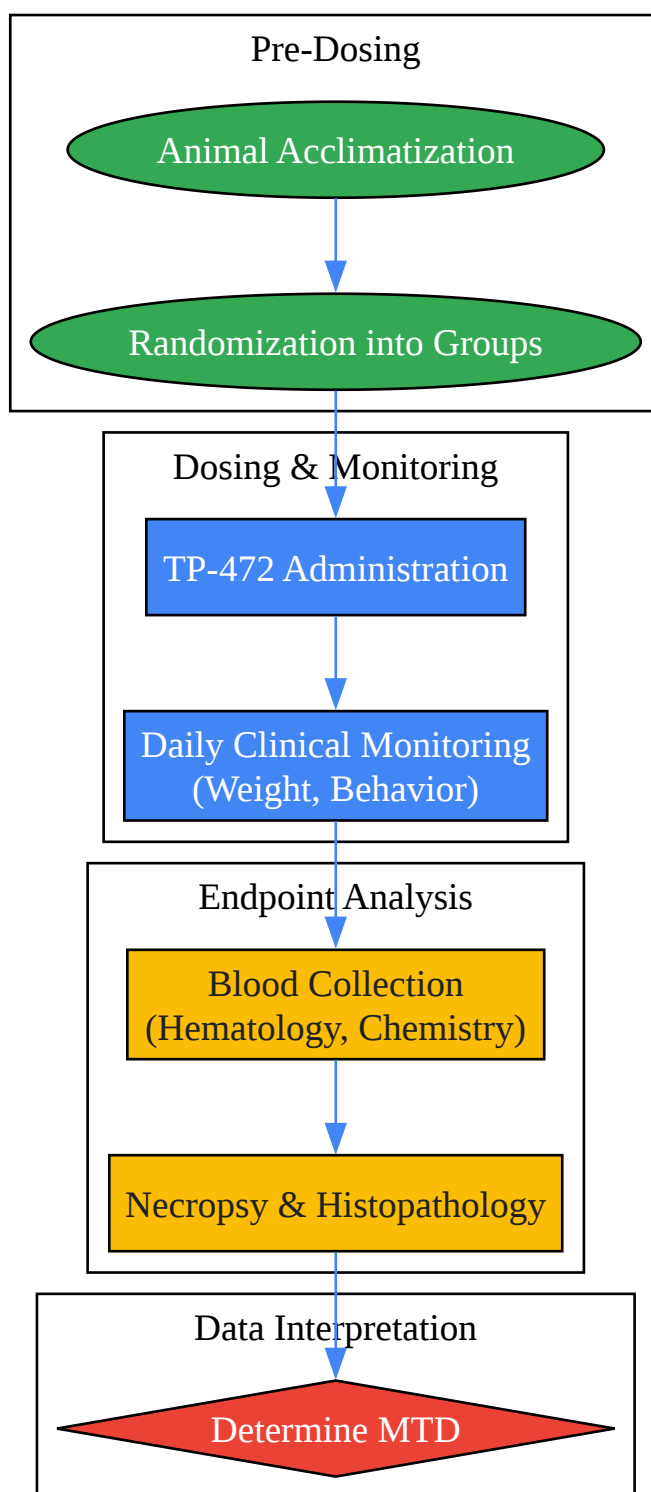 Pre-Dosing
Animal Acclimatization
Randomization into Groups
Dosing & Monitoring
TP-472 Administration
Daily Clinical Monitoring
(Weight, Behavior)
Endpoint Analysis
Blood Collection
(Hematology, Chemistry)
Necropsy & Histopathology
Data Interpretation
Determine MTD